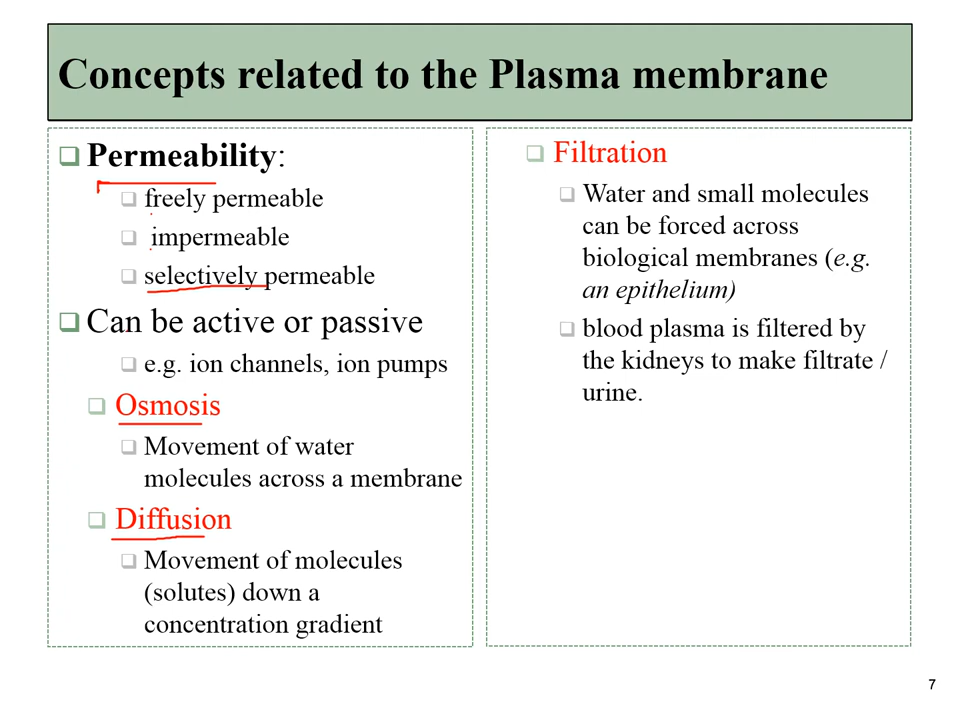 Concepts related to the Plasma membrane
Permeability:
freely permeable
impermeable
selectively permeable
Can be active or passive
e.g. ion channels, ion pumps
Osmosis
Movement of water
molecules across a membrane
Diffusion
Movement of molecules
(solutes) down a
concentration gradient
Filtration
Water and small molecules
can be forced across
biological membranes (e.g.
an epithelium)
blood plasma is filtered by
the kidneys to make filtrate /
urine.
7